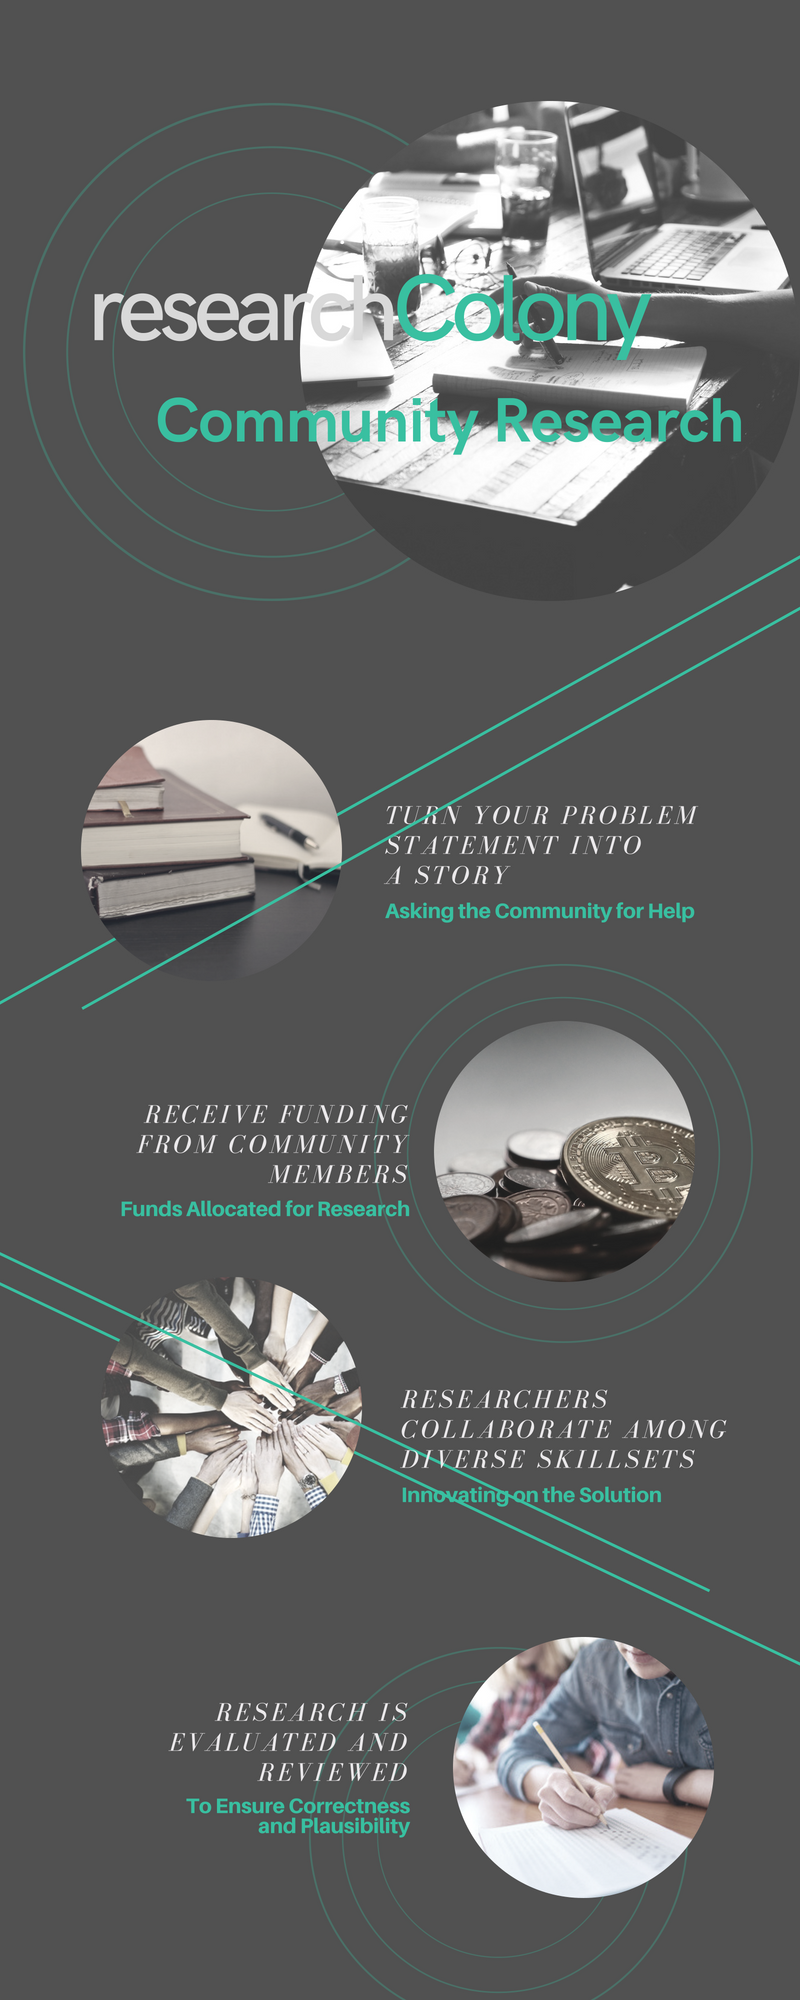 researchColony
Community Research
TURN YOUR PROBLEM
STATEMENT INTO
A STORY
Asking the Community for Help
RECEIVE FUNDING
FROM COMMUNITY
MEMBERS
Funds Allocated for Research
RESEARCHERS
COLLABORATE AMONG
DIVERSE SKILLSETS
Innovating on the Solution
RESEARCH IS
EVALUATED AND
REVIEWED
To Ensure Correctness
and Plausibility